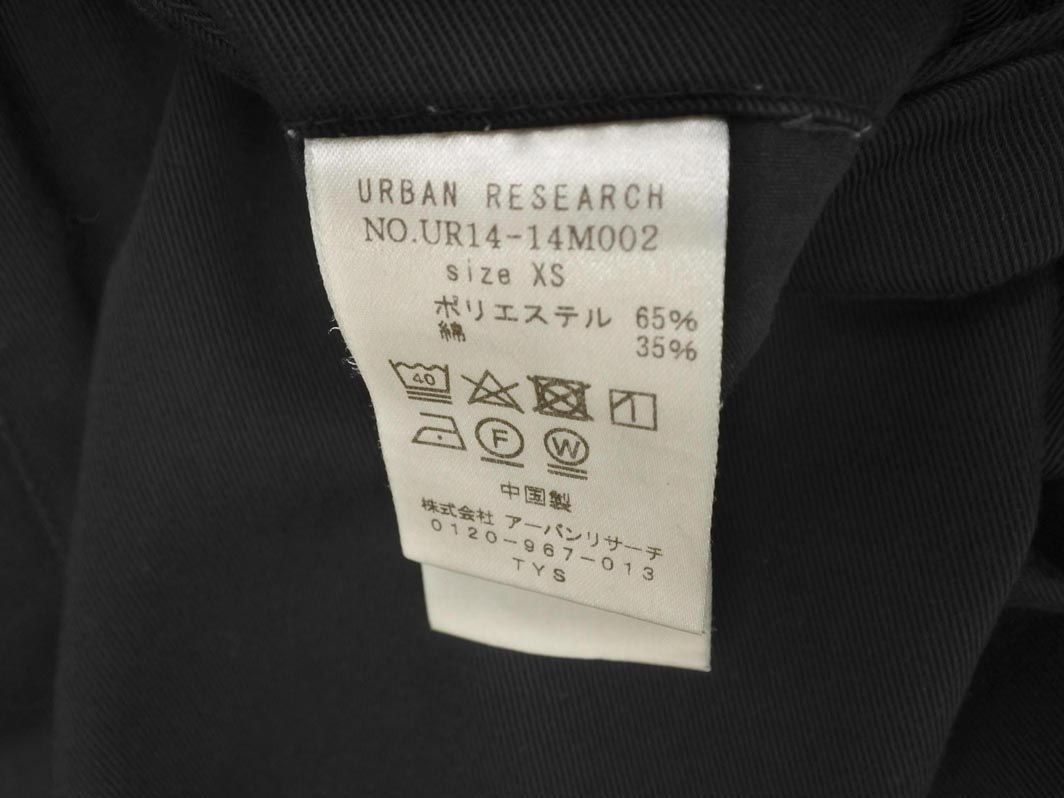 URBAN RESEARCH
NO.UR14-14M002
size XS
ポリエステル 65%
綿 35%
40
F W
中国製
株式会社 アーバンリサーチ
0120-967-013
TYS